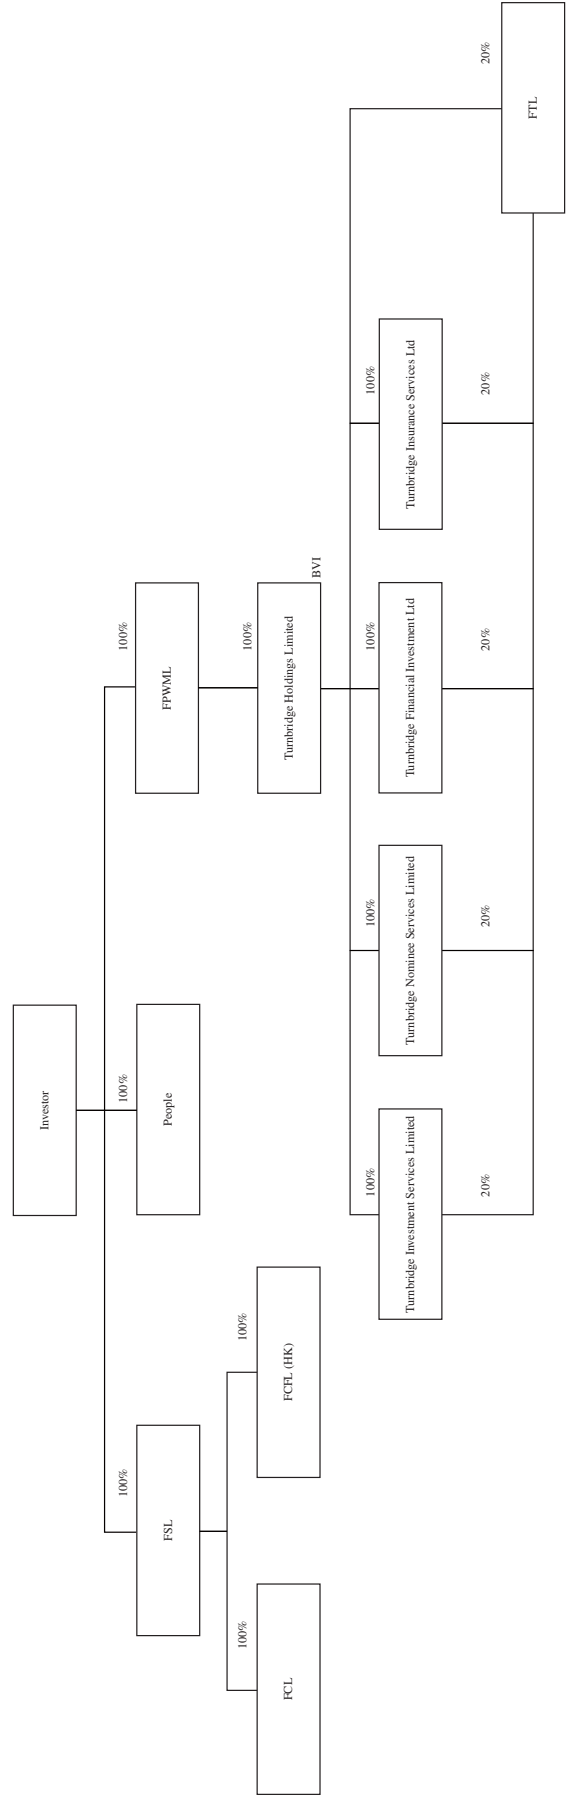 Investor
100%
100%
100%
FSL
People
FPWML
100%
100%
100%
FCL
FCFL (HK)
Turnbridge Holdings Limited
BVI
100%
100%
100%
100%
Turnbridge Investment Services Limited
Turnbridge Nominee Services Limited
Turnbridge Financial Investment Ltd
Turnbridge Insurance Services Ltd
20%
20%
20%
20%
20%
FTL